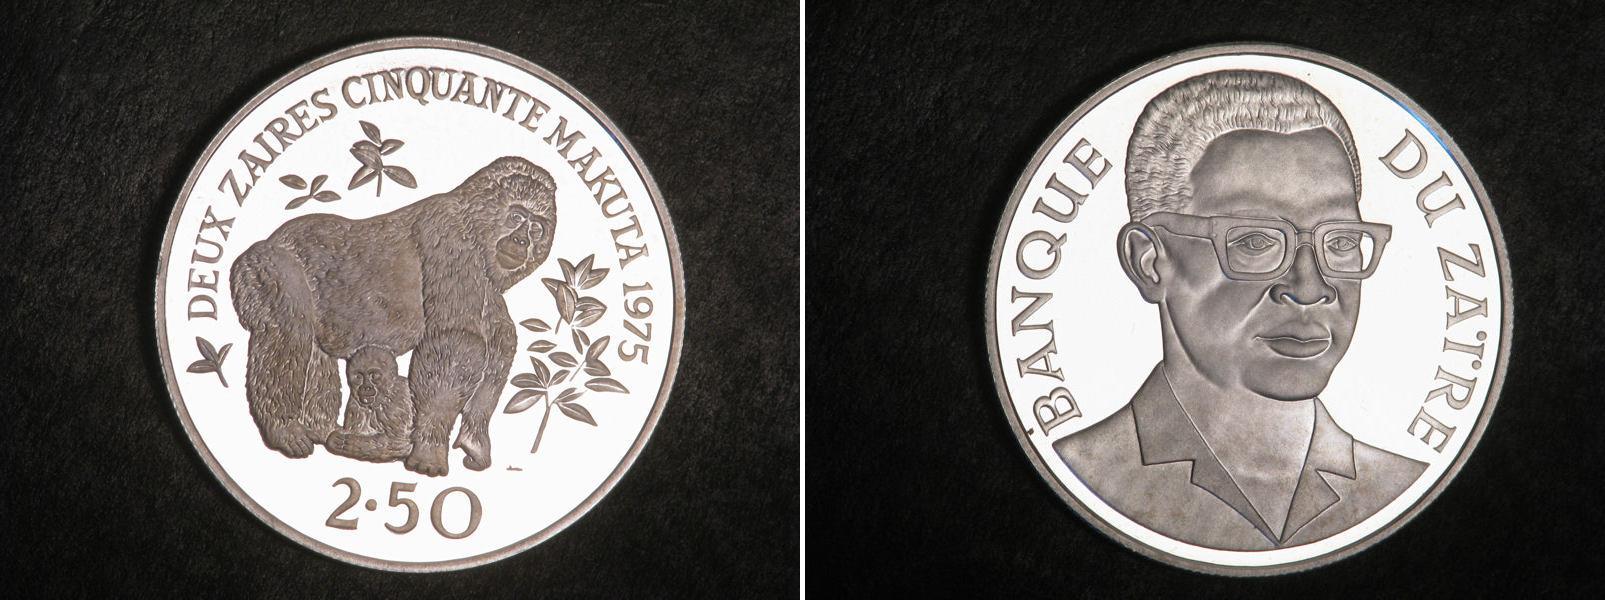 DEUX ZAIRES CINQUANTE MAKUTA 1975
2·50
BANQUE DU ZAÏRE